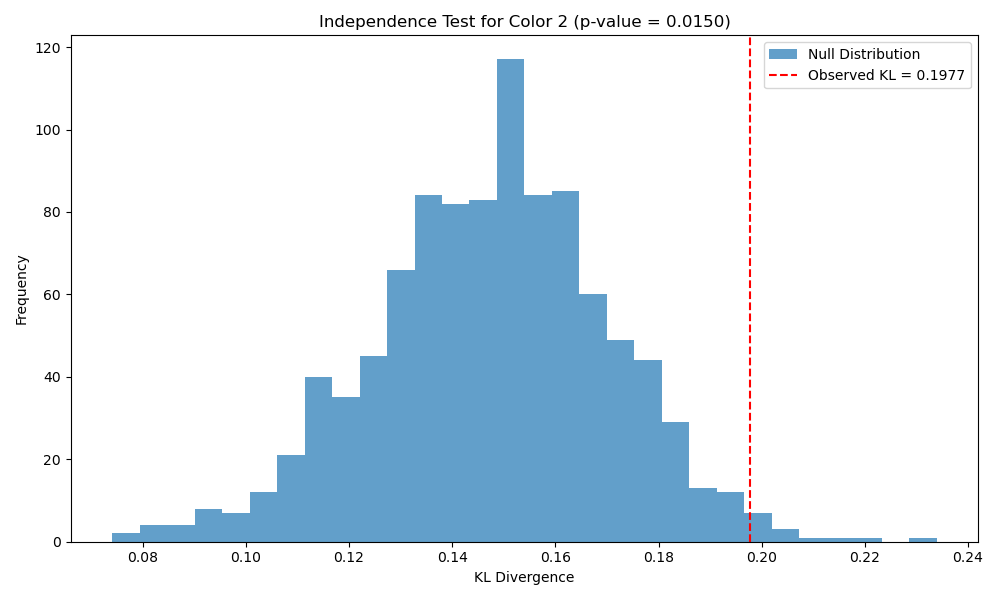 Independence Test for Color 2 (p-value = 0.0150)
Null Distribution
Observed KL = 0.1977
Frequency
120
100
80
60
40
20
0
0.08 0.10 0.12 0.14 0.16 0.18 0.20 0.22 0.24
KL Divergence